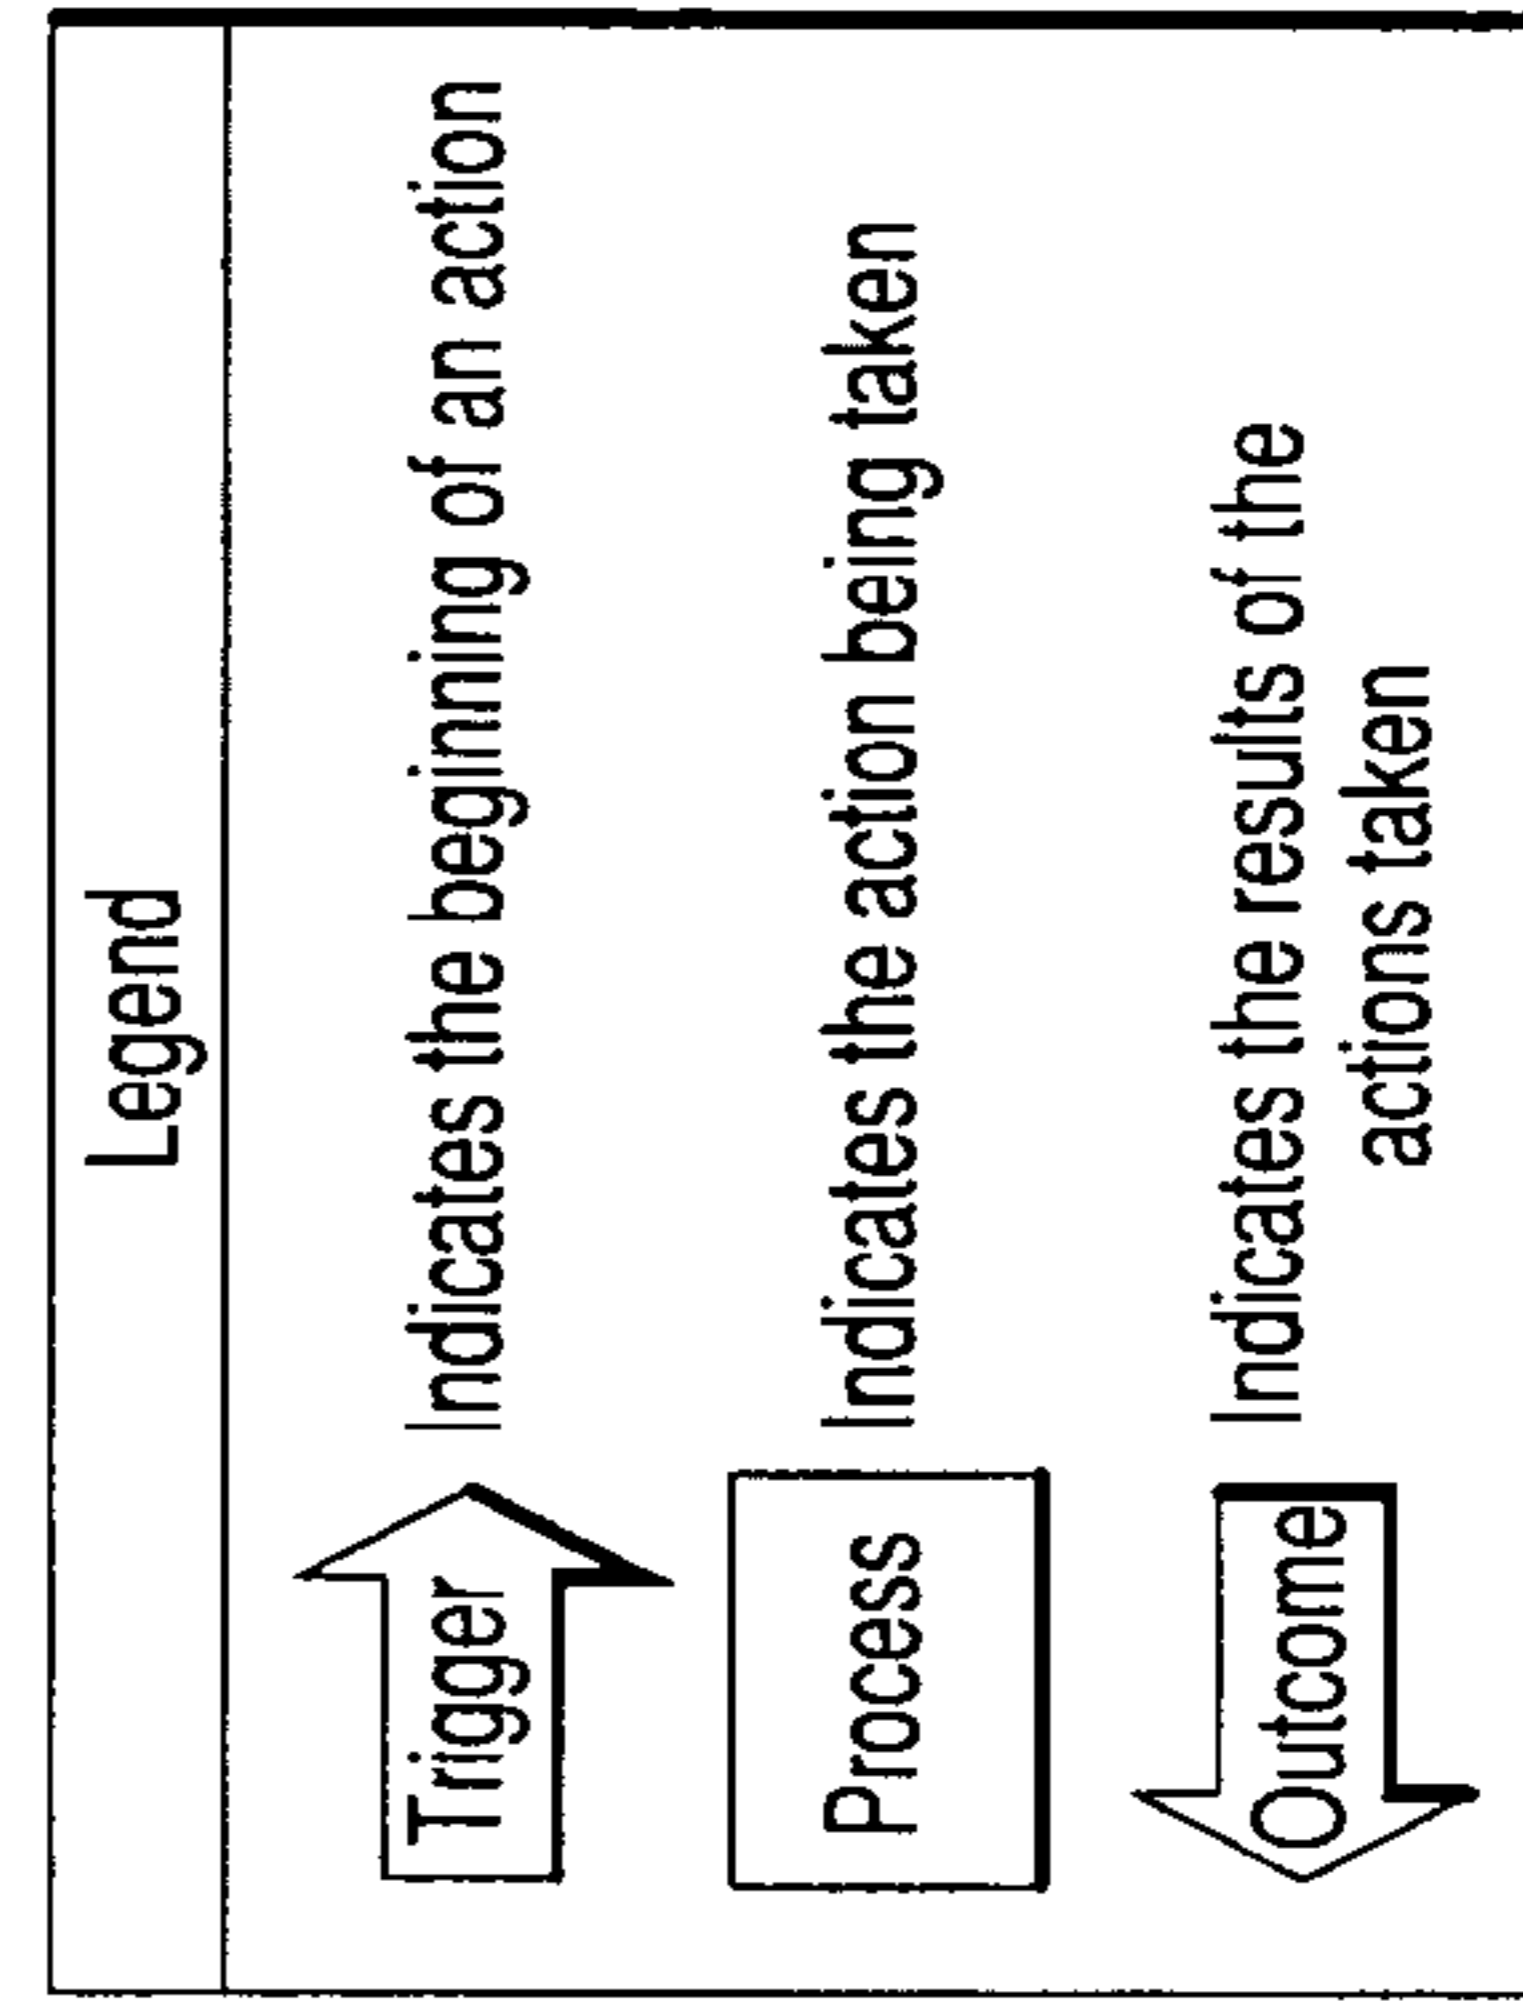 Legend
Trigger
Indicates the beginning of an action
Process
Indicates the action being taken
Outcome
Indicates the results of the
actions taken